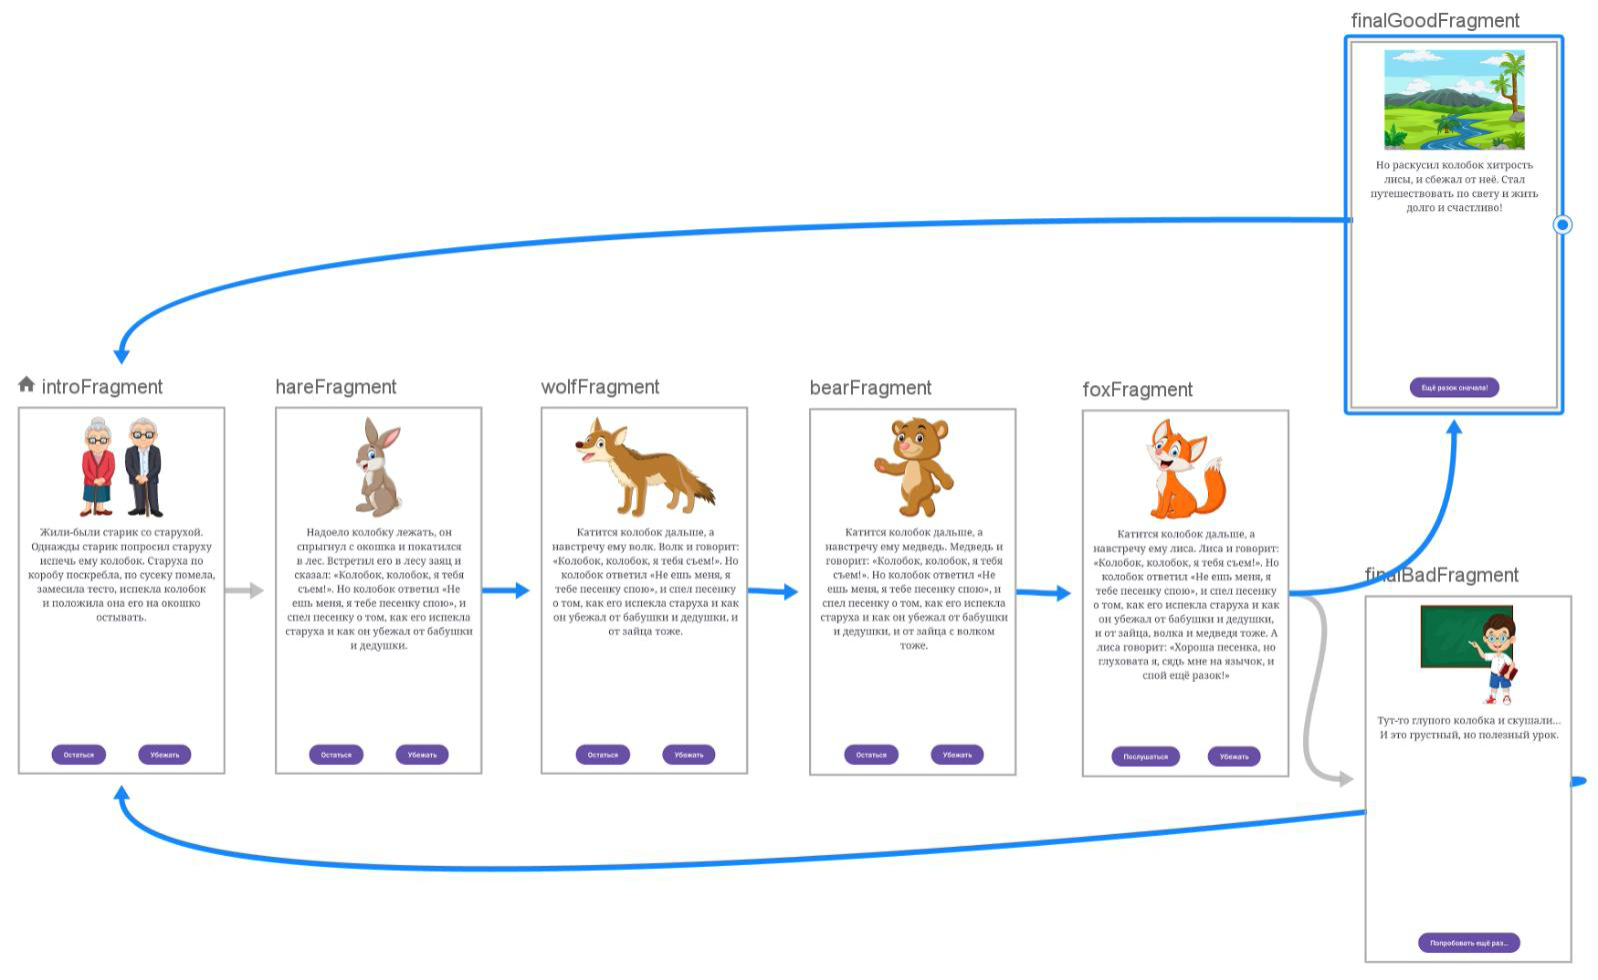 finalGoodFragment
Но раскусил колобок хитрость
лисы, и сбежал от неё. Стал
путешествовать по свету и жить
долго и счастливо!
Ещё разок сначала!
introFragment
Жили-были старик со старухой.
Однажды старик попросил старуху
испечь ему колобок. Старуха по
коробу поскребла, по сусеку помела,
замесила тесто, испекла колобок
и положила она его на окошко
остывать.
Остаться
Убежать
hareFragment
Надоело колобку лежать, он
спрыгнул с окошка и покатился
в лес. Встретил его в лесу заяц и
сказал: «Колобок, колобок, я тебя
съем!». Но колобок ответил «Не
ешь меня, я тебе песенку спою», и
спел песенку о том, как его испекла
старуха и как он убежал от бабушки
и дедушки.
Остаться
Убежать
wolfFragment
Катится колобок дальше, а
навстречу ему волк. Волк и говорит:
«Колобок, колобок, я тебя съем!». Но
колобок ответил «Не ешь меня, я
тебе песенку спою», и спел песенку
о том, как его испекла старуха и как
он убежал от бабушки и дедушки, и
от зайца тоже.
Остаться
Убежать
bearFragment
Катится колобок дальше, а
навстречу ему медведь. Медведь и
говорит: «Колобок, колобок, я тебя
съем!». Но колобок ответил «Не
ешь меня, я тебе песенку спою», и
спел песенку о том, как его испекла
старуха и как он убежал от бабушки
и дедушки, и от зайца с волком
тоже.
Остаться
Убежать
foxFragment
Катится колобок дальше, а
навстречу ему лиса. Лиса и говорит:
«Колобок, колобок, я тебя съем!». Но
колобок ответил «Не ешь меня, я
тебе песенку спою», и спел песенку
о том, как его испекла старуха и как
он убежал от бабушки и дедушки,
и от зайца, волка и медведя тоже. А
лиса говорит: «Хороша песенка, но
глуховата я, сядь мне на язычок, и
спой ещё разок!»
Послушаться
Убежать
finalBadFragment
Тут-то глупого колобка и скушали...
И это грустный, но полезный урок.
Попробовать ещё раз...